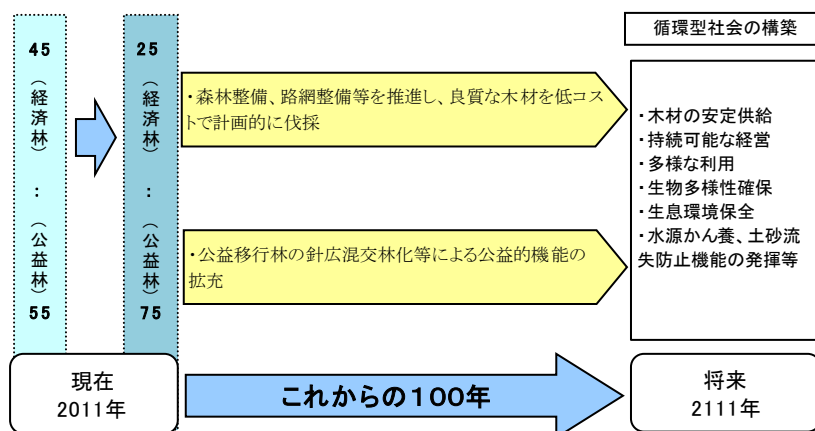 循環型社会の構築
45
（経済林）
：
（公益林）
55
25
（経済林）
：
（公益林）
75
・森林整備、路網整備等を推進し、良質な木材を低コス
トで計画的に伐採
・公益移行林の針広混交林化等による公益的機能の
拡充
・木材の安定供給
・持続可能な経営
・多様な利用
・生物多様性確保
・生息環境保全
・水源かん養、土砂流
失防止機能の発揮等
現在
2011年
これからの１００年
将来
2111年